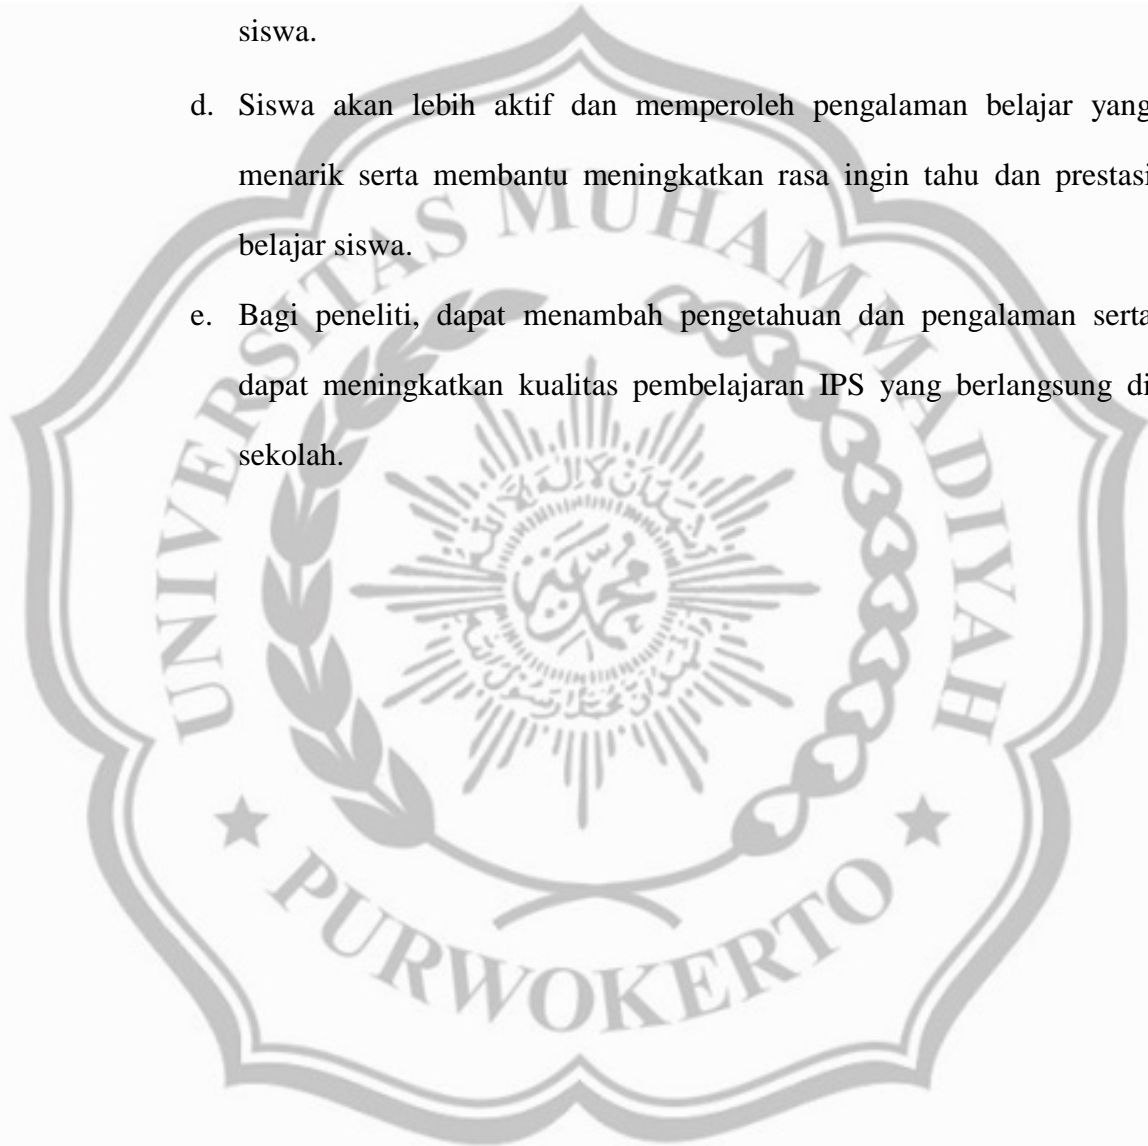 siswa.
d. Siswa akan lebih aktif dan memperoleh pengalaman belajar yang
menarik serta membantu meningkatkan rasa ingin tahu dan prestasi
belajar siswa.
e. Bagi peneliti, dapat menambah pengetahuan dan pengalaman serta
dapat meningkatkan kualitas pembelajaran IPS yang berlangsung di
sekolah.
UNIVERSITAS MUHAMMADIYAH
محمد
PURWOKERTO